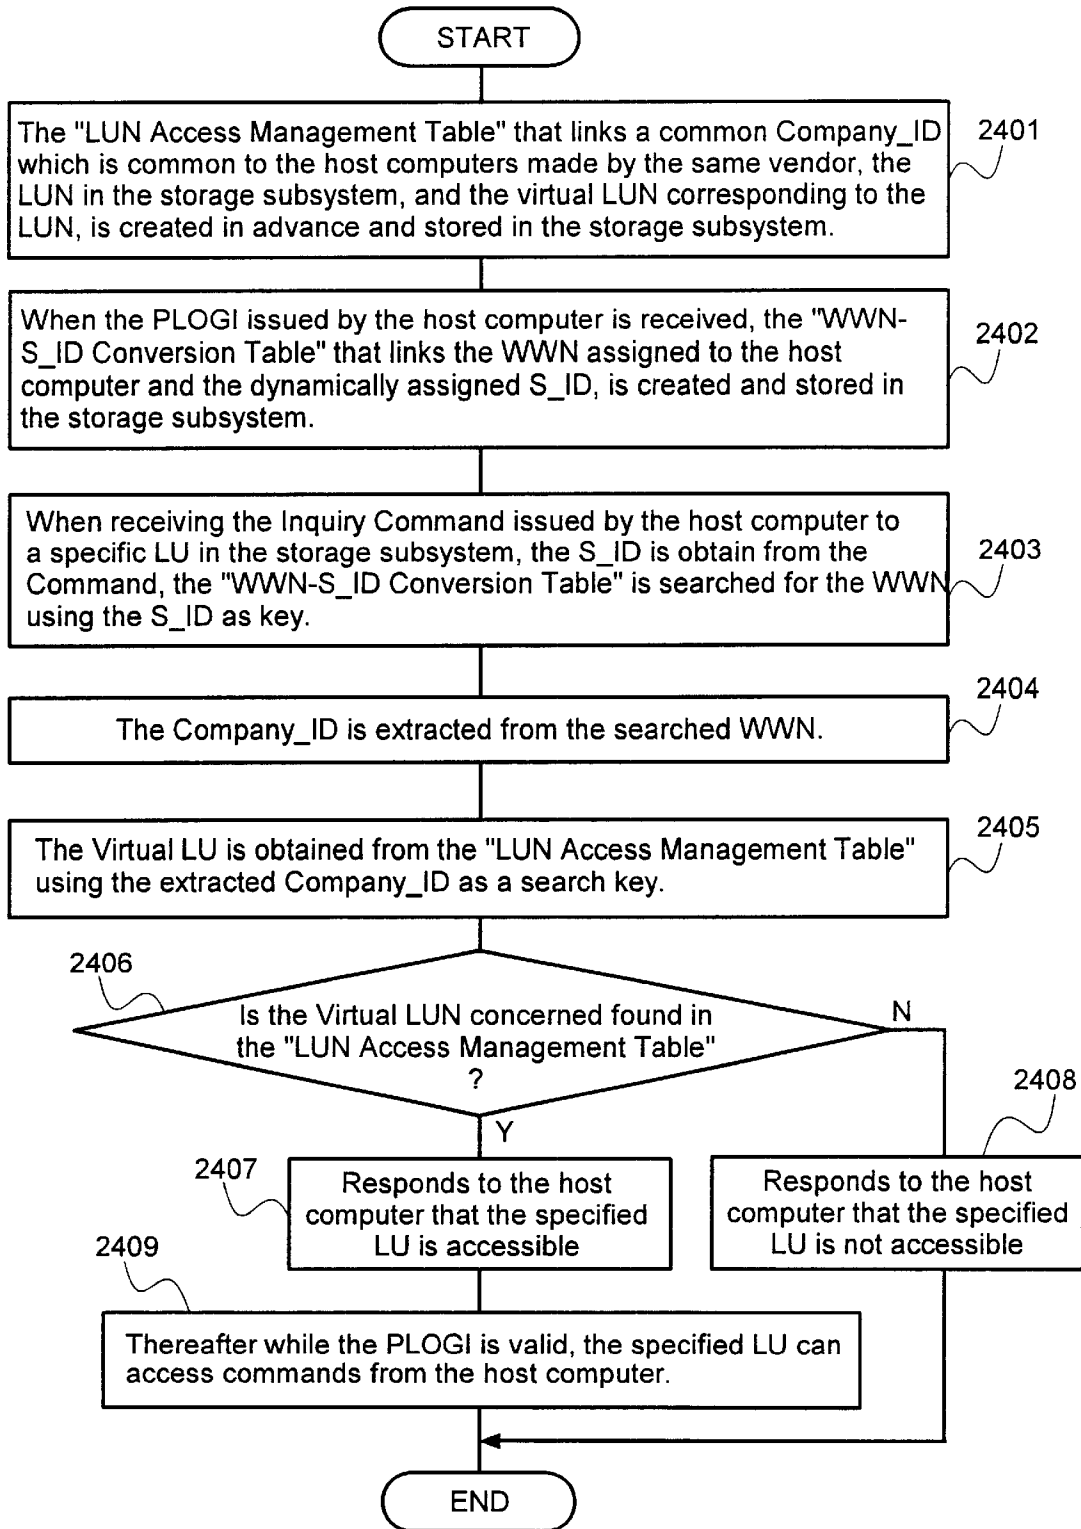 START
The "LUN Access Management Table" that links a common Company_ID
which is common to the host computers made by the same vendor, the
LUN in the storage subsystem, and the virtual LUN corresponding to the
LUN, is created in advance and stored in the storage subsystem.
2401
When the PLOGI issued by the host computer is received, the "WWN-
S_ID Conversion Table" that links the WWN assigned to the host
computer and the dynamically assigned S_ID, is created and stored in
the storage subsystem.
2402
When receiving the Inquiry Command issued by the host computer to
a specific LU in the storage subsystem, the S_ID is obtain from the
Command, the "WWN-S_ID Conversion Table" is searched for the WWN
using the S_ID as key.
2403
The Company_ID is extracted from the searched WWN.
2404
The Virtual LU is obtained from the "LUN Access Management Table"
using the extracted Company_ID as a search key.
2405
2406
Is the Virtual LUN concerned found in
the "LUN Access Management Table"
?
N
Y
2407
Responds to the host
computer that the specified
LU is accessible
2408
Responds to the host
computer that the specified
LU is not accessible
2409
Thereafter while the PLOGI is valid, the specified LU can
access commands from the host computer.
END